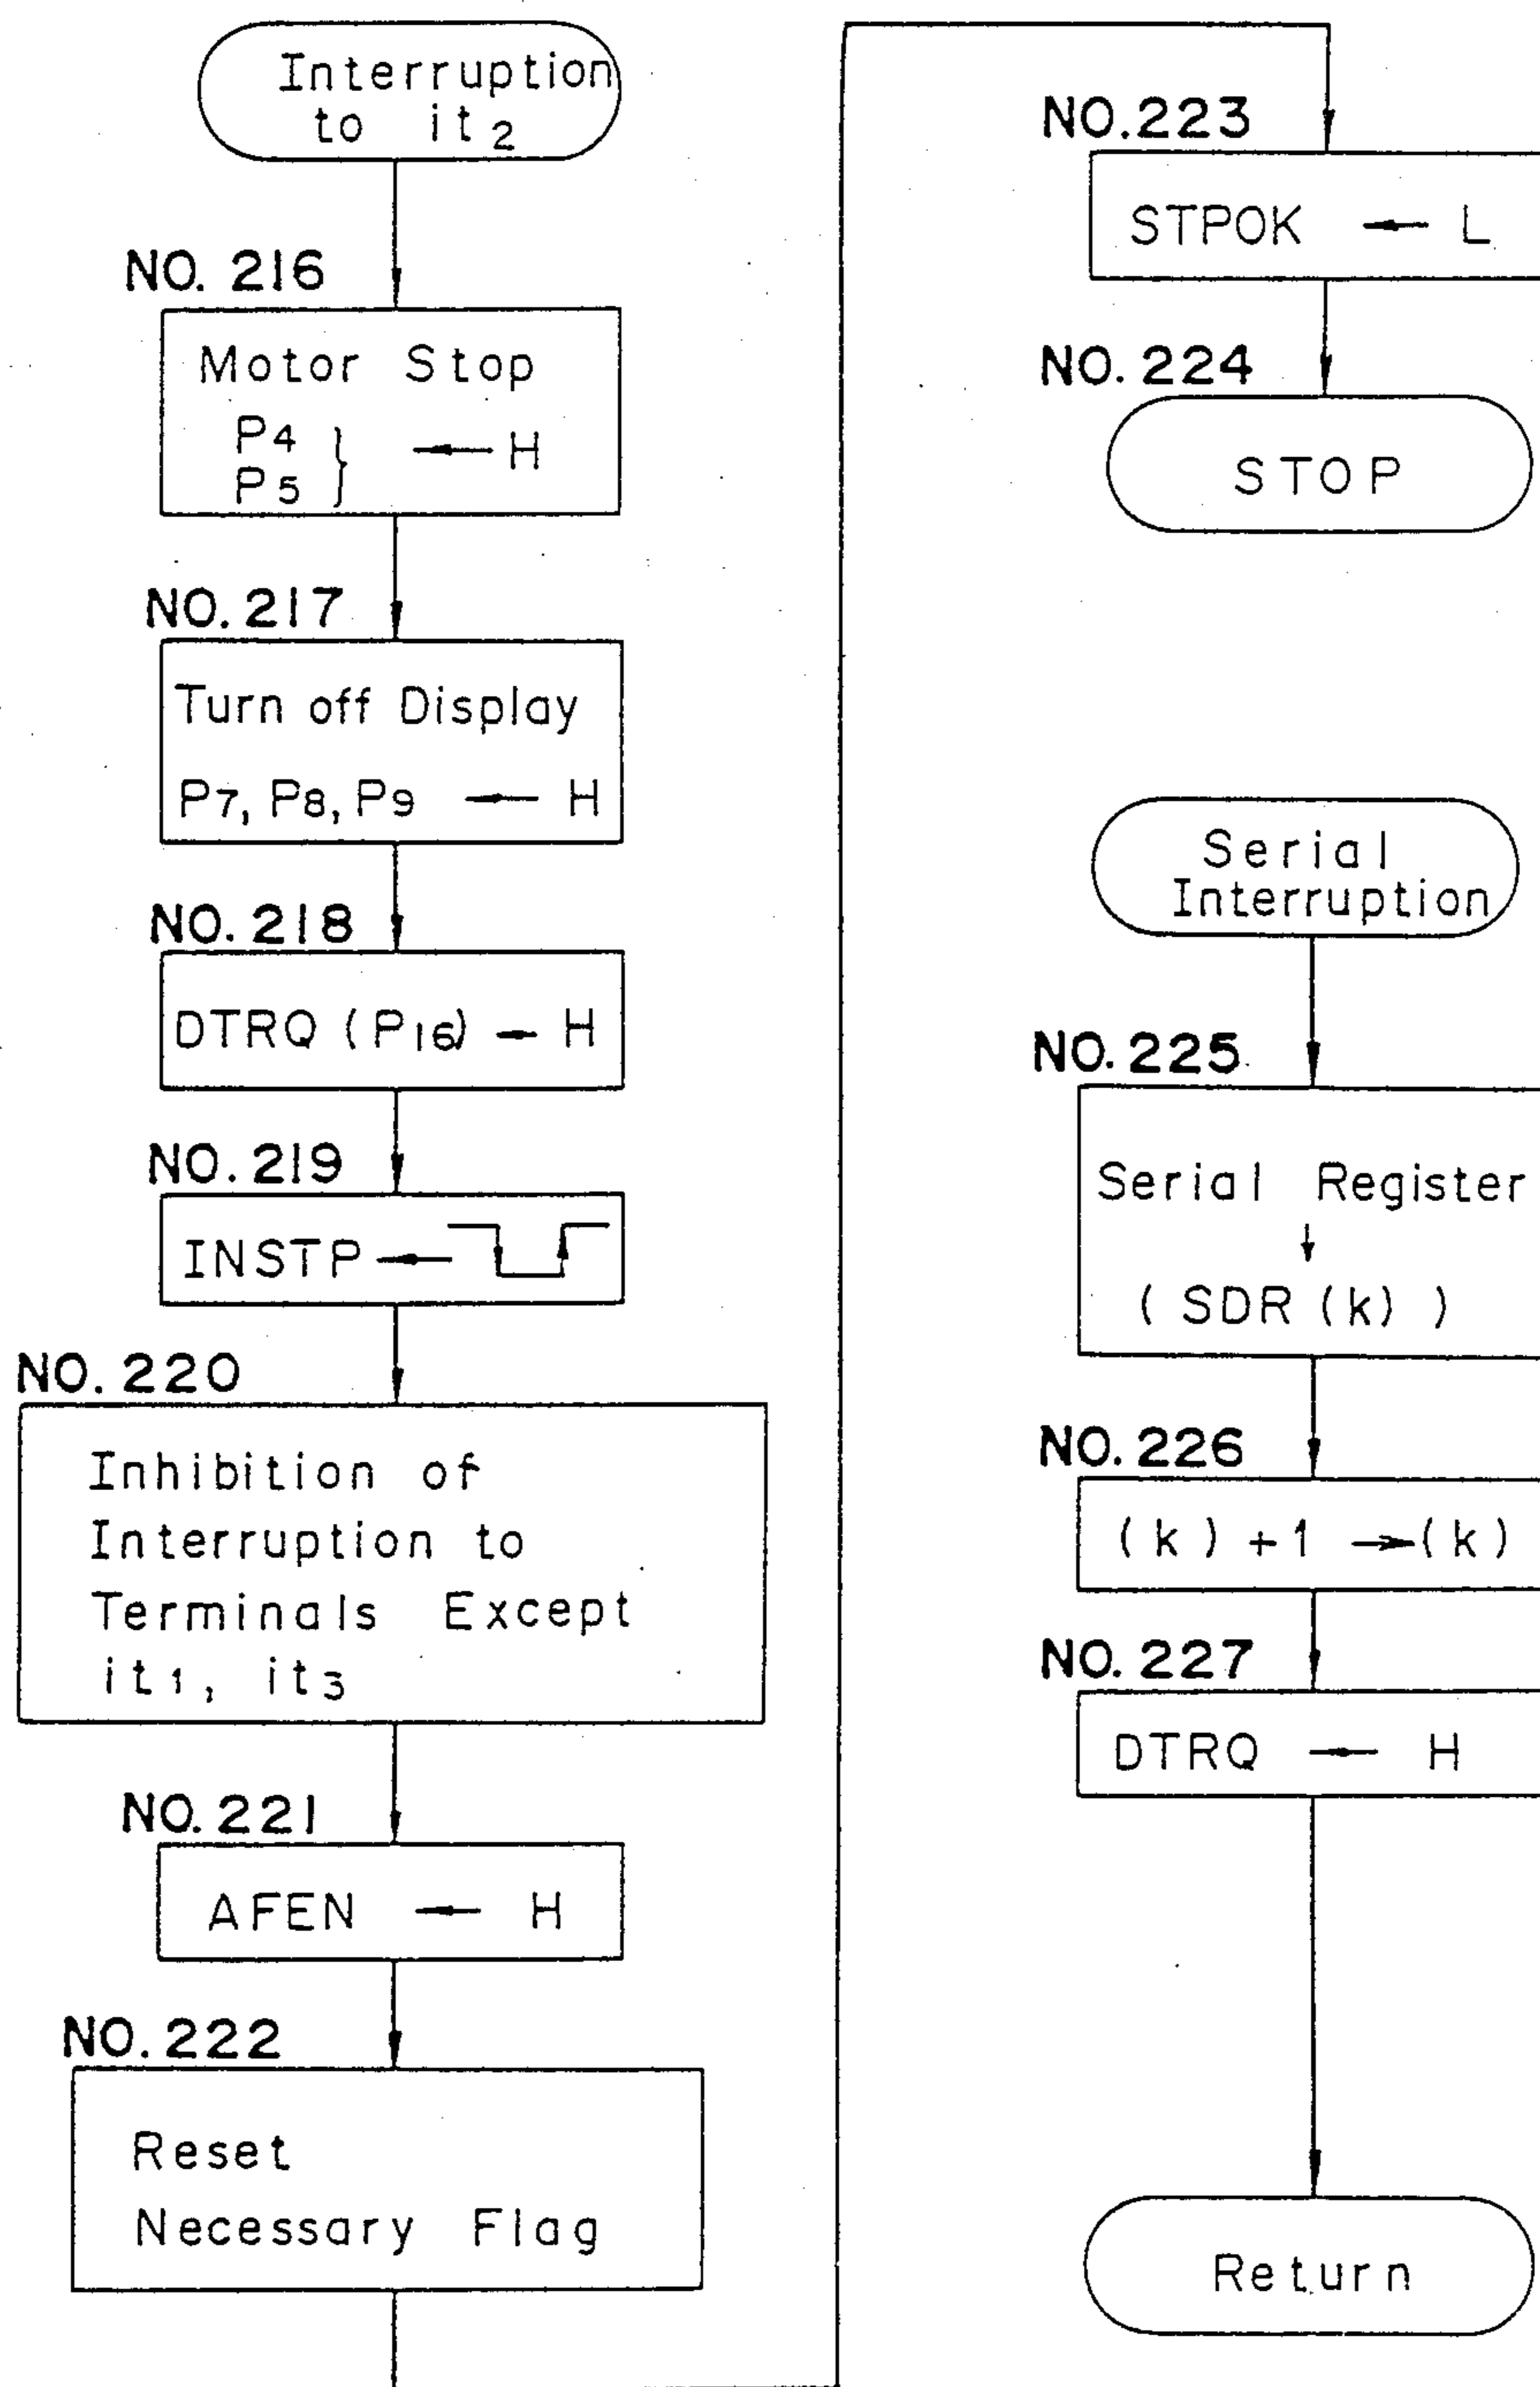 Interruption
to it2
NO. 216
Motor Stop
P4
P5 } ← H
NO. 217
Turn off Display
P7, P8, P9 ← H
NO. 218
DTRQ (P16) ← H
NO. 219
INSTP ←
NO. 220
Inhibition of
Interruption to
Terminals Except
it1, it3
NO. 221
AFEN ← H
NO. 222
Reset
Necessary Flag
NO. 223
STPOK ← L
NO. 224
STOP
Serial
Interruption
NO. 225
Serial Register
↓
( SDR (k) )
NO. 226
(k) + 1 → (k)
NO. 227
DTRQ ← H
Return